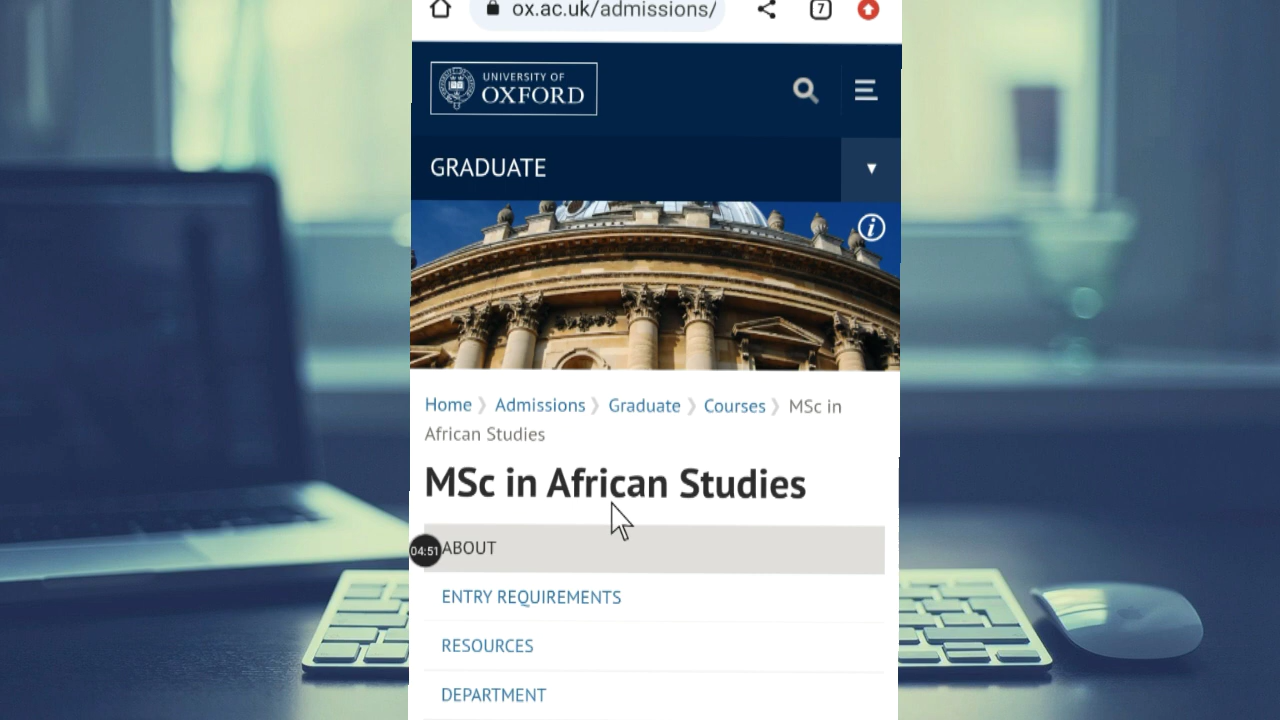 ox.ac.uk/admissions/
7
UNIVERSITY OF
OXFORD
GRADUATE
i
Home 〉 Admissions 〉 Graduate 〉 Courses 〉 MSc in
African Studies
MSc in African Studies
04:51
ABOUT
ENTRY REQUIREMENTS
RESOURCES
DEPARTMENT